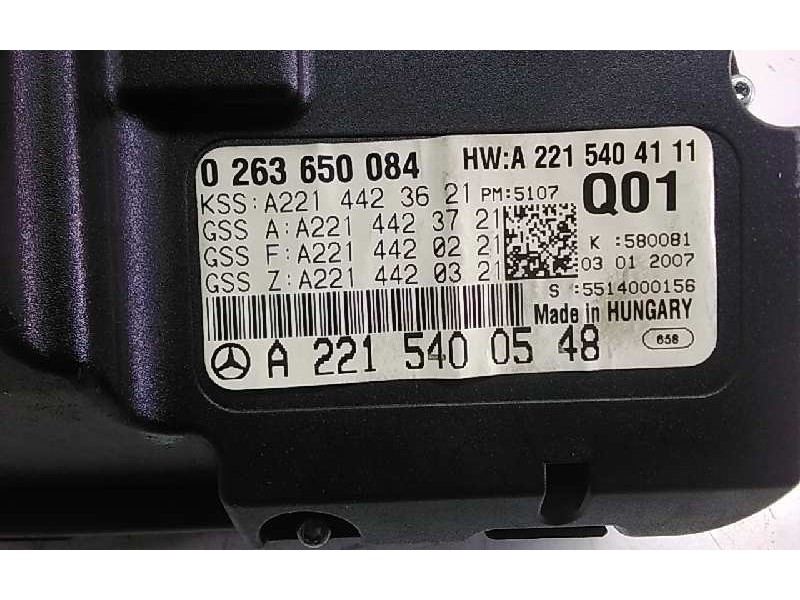 0 263 650 084 HW:A 221 540 41 11
KSS:A221 442 36 21 PM:5107 Q01
GSS A:A221 442 37 21
GSS F:A221 442 02 21 K :580081
GSS Z:A221 442 03 21 03 01 2007
S :5514000156
Made in HUNGARY
A 221 540 05 48 658